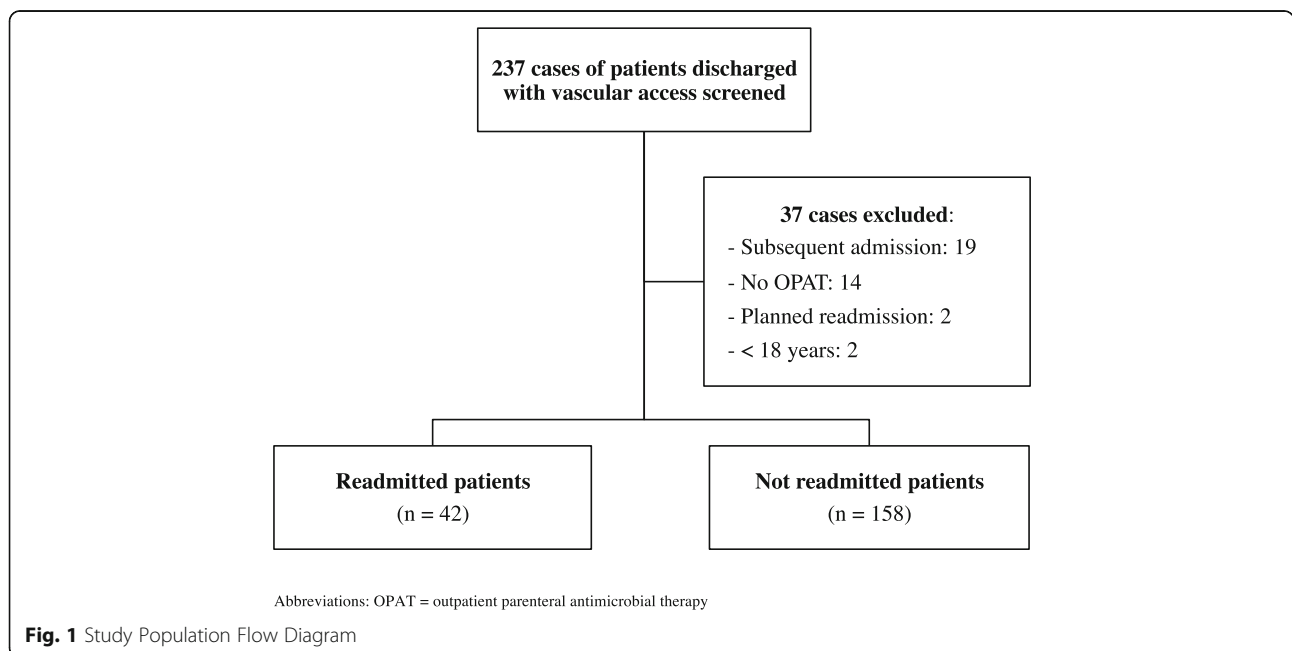 237 cases of patients discharged
with vascular access screened
37 cases excluded:
- Subsequent admission: 19
- No OPAT: 14
- Planned readmission: 2
- < 18 years: 2
Readmitted patients
(n = 42)
Not readmitted patients
(n = 158)
Abbreviations: OPAT = outpatient parenteral antimicrobial therapy
Fig. 1 Study Population Flow Diagram